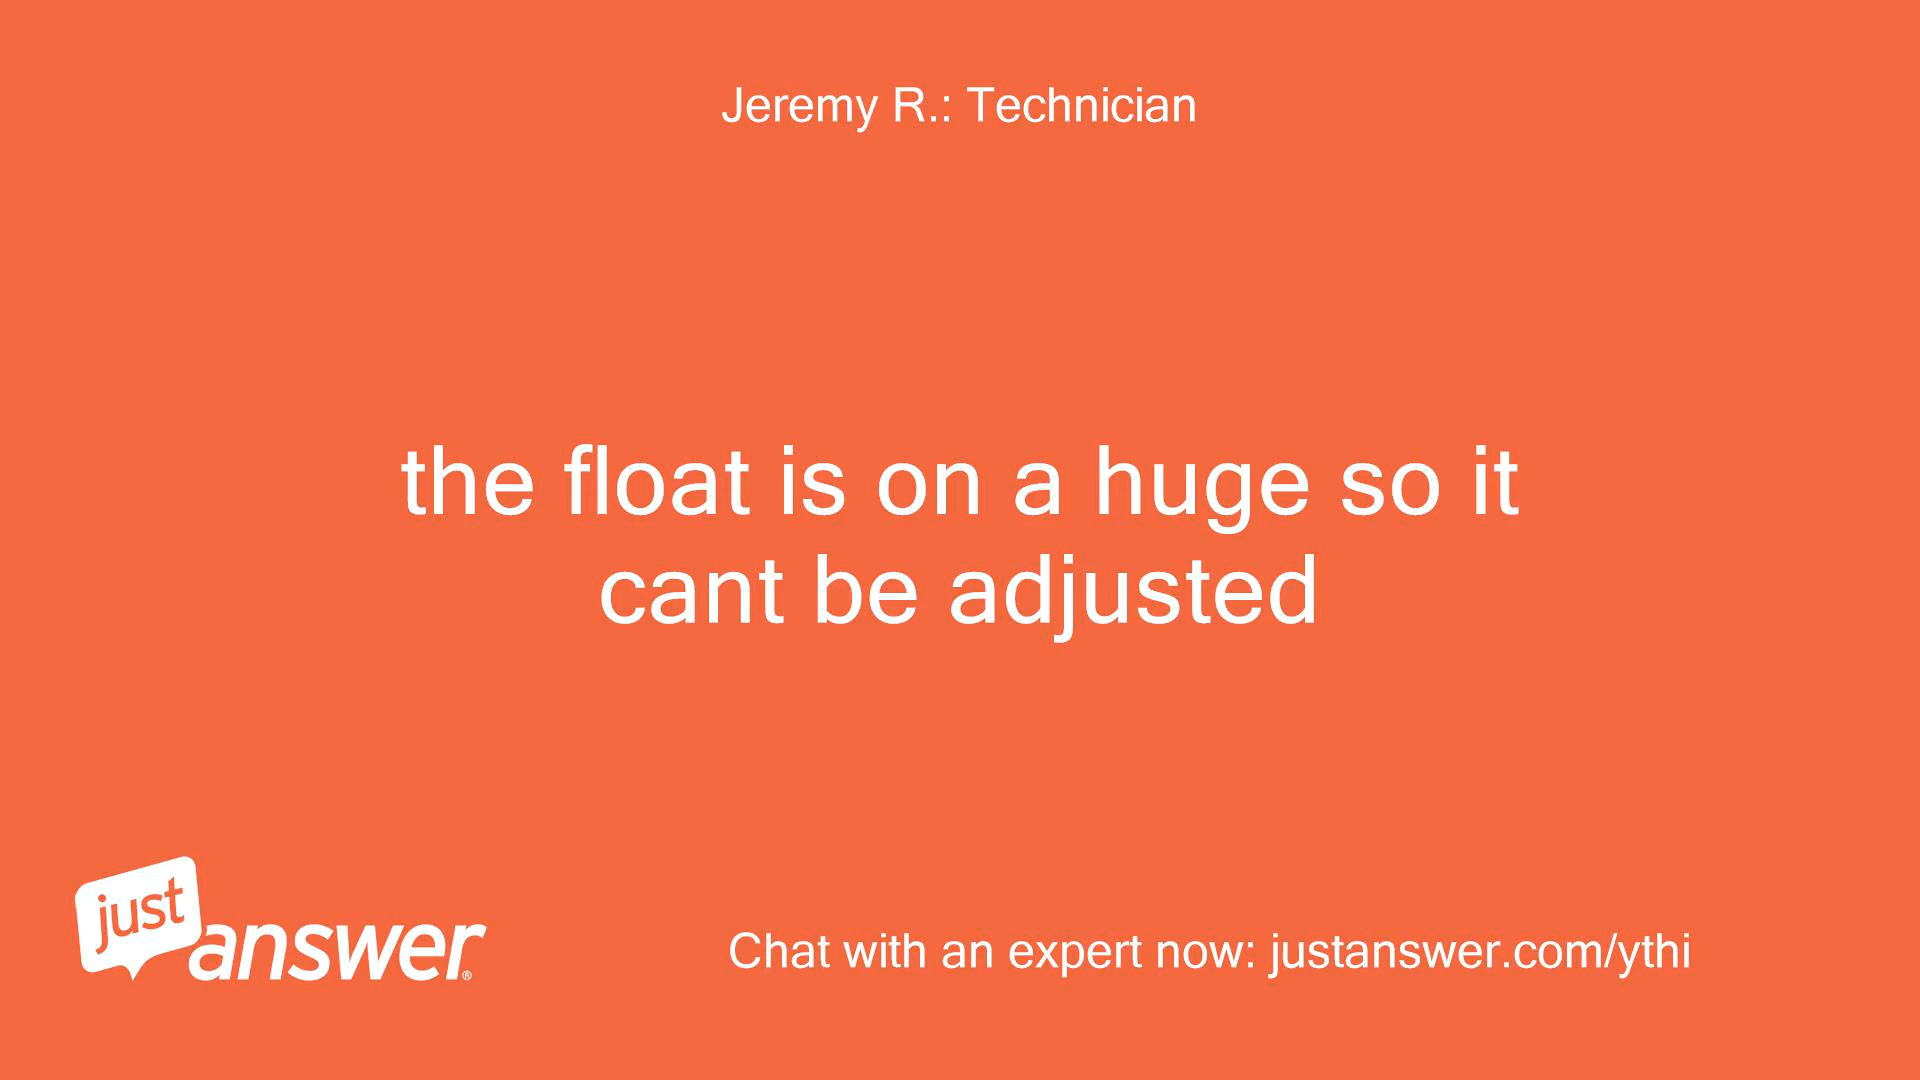 Jeremy R.: Technician
the float is on a huge so it
cant be adjusted
just
answer®
Chat with an expert now: justanswer.com/ythi